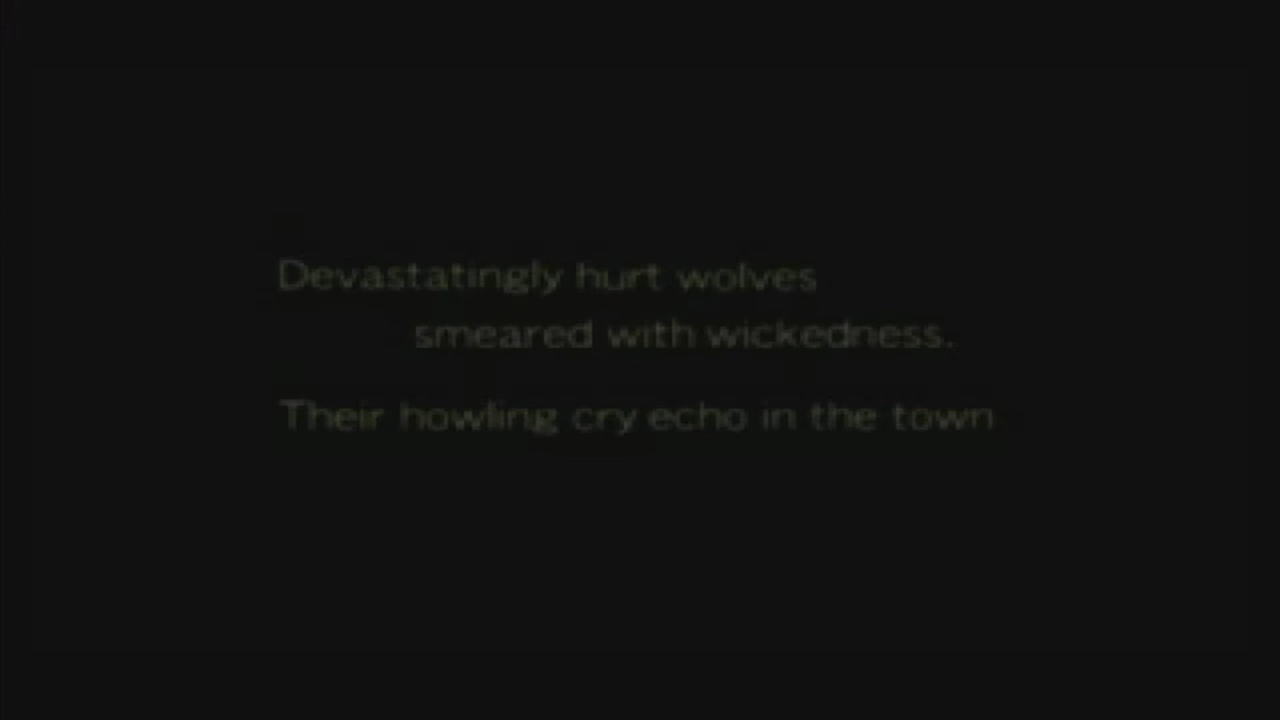 Devastatingly hurt wolves
smeared with wickedness.
Their howling cry echo in the town